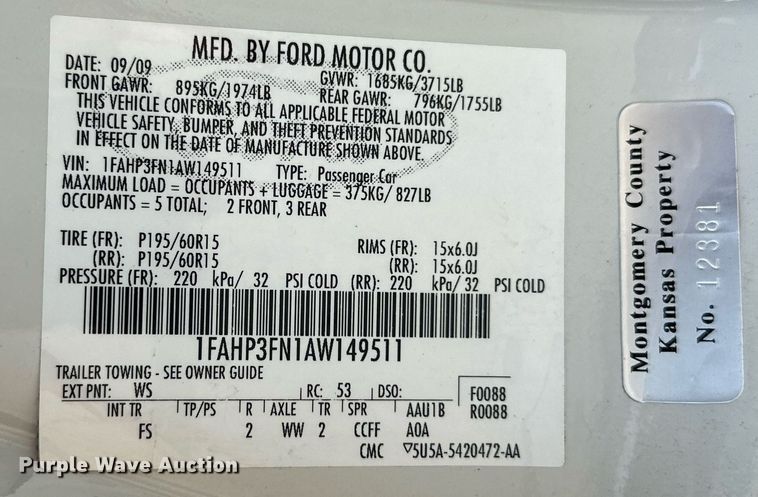 MFD. BY FORD MOTOR CO.
DATE: 09/09 GVWR: 1685KG/3715LB
FRONT GAWR: 895KG/1974LB REAR GAWR: 796KG/1755LB
THIS VEHICLE CONFORMS TO ALL APPLICABLE FEDERAL MOTOR
VEHICLE SAFETY, BUMPER, AND THEFT PREVENTION STANDARDS
IN EFFECT ON THE DATE OF MANUFACTURE SHOWN ABOVE.
VIN: 1FAHP3FN1AW149511 TYPE: Passenger Car
MAXIMUM LOAD = OCCUPANTS + LUGGAGE = 375KG/ 827LB
OCCUPANTS = 5 TOTAL; 2 FRONT, 3 REAR
TIRE (FR): P195/60R15 RIMS (FR): 15x6.0J
(RR): P195/60R15 (RR): 15x6.0J
PRESSURE (FR): 220 kPa/ 32 PSI COLD (RR): 220 kPa/ 32 PSI COLD
1FAHP3FN1AW149511
TRAILER TOWING - SEE OWNER GUIDE
EXT PNT: WS RC: 53 DSO: F0088
INT TR TP/PS R AXLE TR SPR AAU1B R0088
FS 2 WW 2 CCFF A0A
CMC 5U5A-5420472-AA
Montgomery County
Kansas Property
No. 12381
Purple Wave Auction